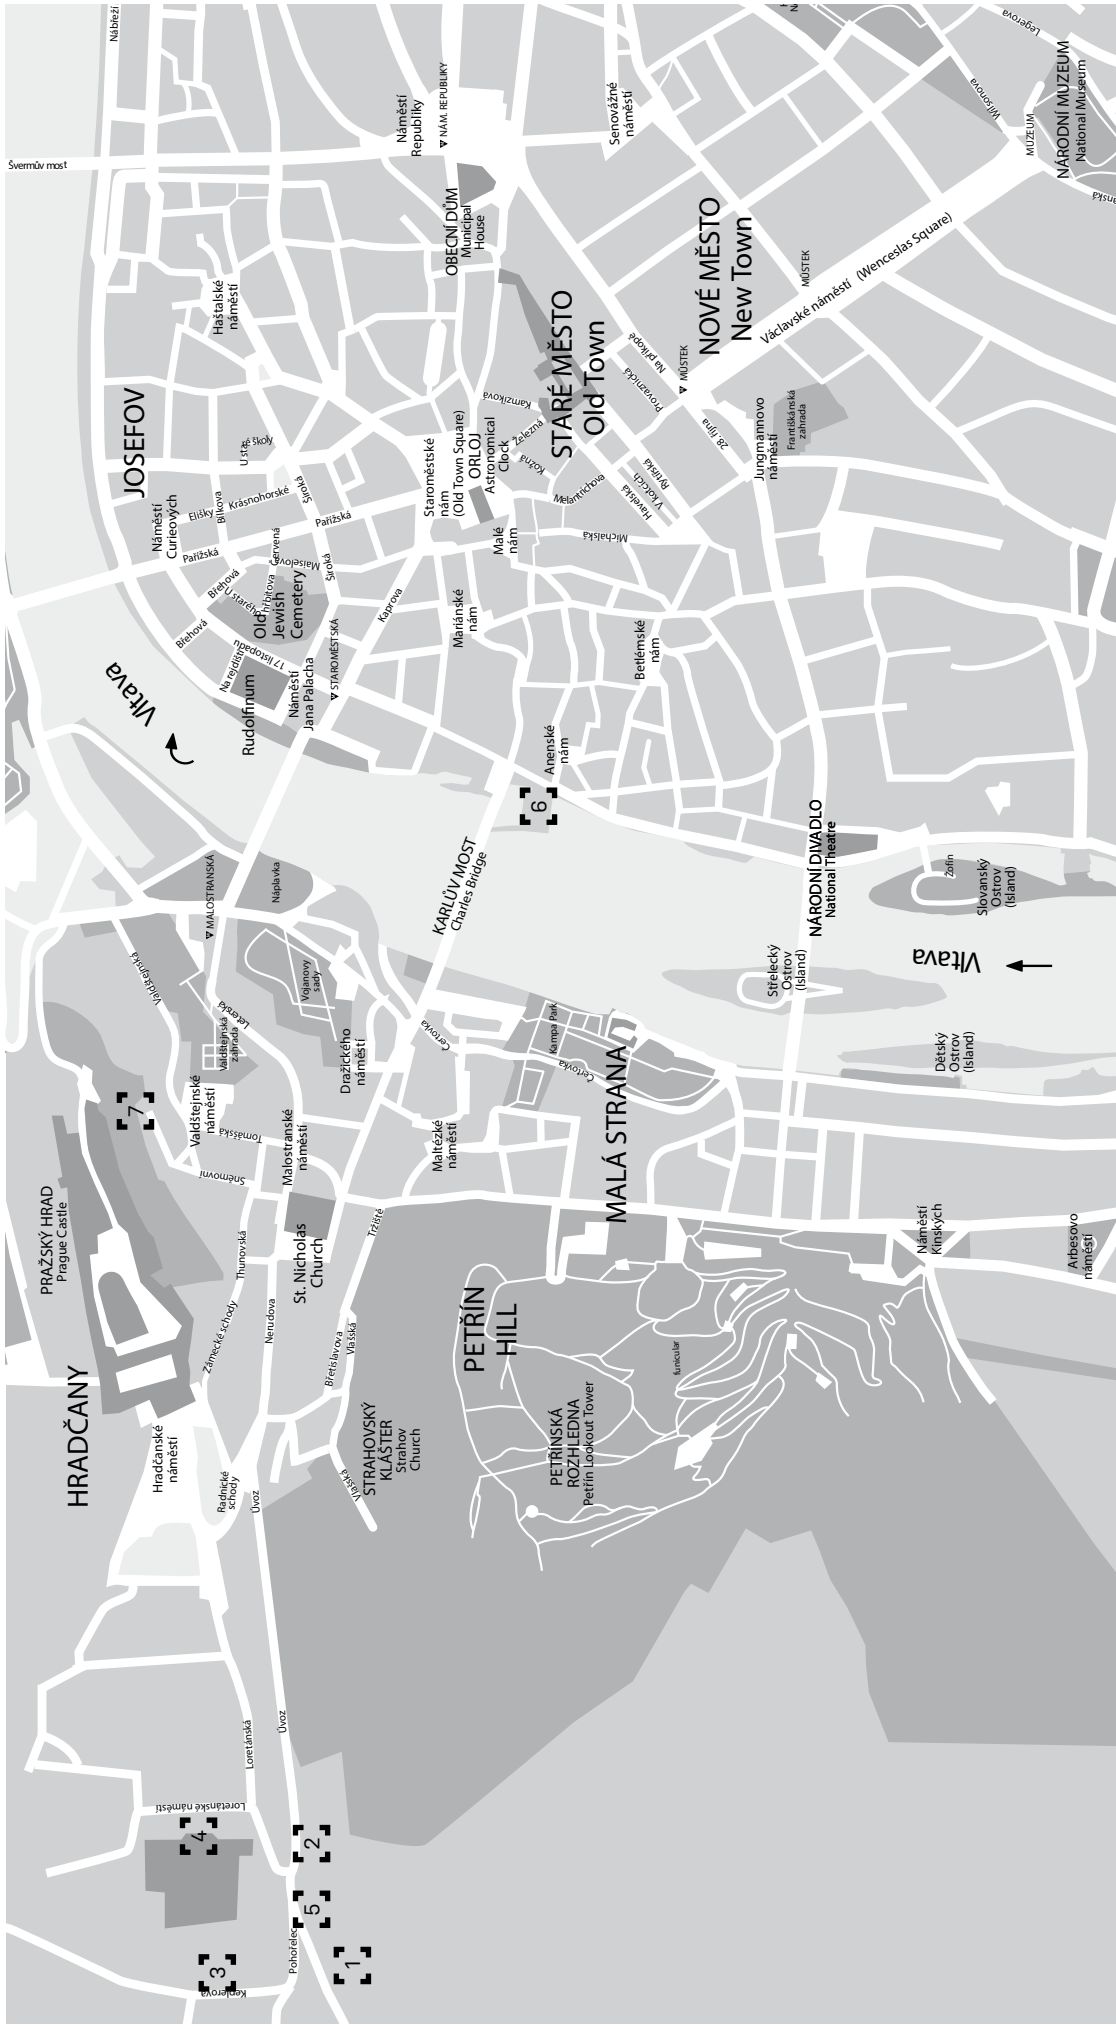 HRADČANY
PRAŽSKÝ HRAD
Prague Castle
Hradčanské
náměstí
Radnické
schody
Úvoz
Úvoz
Loretánská
Loretánské náměstí
Pohořelec
Keplerova
1
2
3
4
5
6
7
Zámecké schody
Thunovská
Nerudova
Sněmovní
Tomášská
Valdštejnské
náměstí
Valdštejnská
Valdštejnská
zahrada
Letenská
Malostranské
náměstí
St. Nicholas
Church
Tržiště
Břetislavova
Vlašská
Vlašská
STRAHOVSKÝ
KLÁŠTER
Strahov
Church
PETŘÍN
HILL
PETŘÍNSKÁ
ROZHLEDNA
Petřín Lookout Tower
funicular
MALÁ STRANA
Maltézké
náměstí
Dražického
náměstí
Vojanovy
sady
Náplavka
MALOSTRANSKÁ
Čertovka
Čertovka
Kampa Park
KARLŮV MOST
Charles Bridge
Náměstí
Kinských
Arbesovo
náměstí
Dětský
Ostrov
(Island)
Střelecký
Ostrov
(Island)
Slovanský
Ostrov
(Island)
Žofín
Vltava
Vltava
NÁRODNÍ DIVADLO
National Theatre
Anenské
nám
Betlémské
nám
Mariánské
nám
Malé
nám
Michalská
Kaprova
STAROMĚSTSKÁ
Náměstí
Jana Palacha
Rudolfinum
Na rejdišti
17 listopadu
Břehová
Břehová
U starého
hřbitova
Old
Jewish
Cemetery
Červená
Maiselova
Široká
Široká
Pařížská
Pařížská
Náměstí
Curieových
Bílkova
Elišky
Krásnohorské
U staré školy
JOSEFOV
Haštalské
náměstí
Švermův most
Nábřeží
Staroměstské
nám
(Old Town Square)
ORLOJ
Astronomical
Clock
Kamzíková
Železná
Kožná
Melantrichova
Havelská
V kotcích
Rytířská
Provaznická
Na příkopě
28. října
STARÉ MĚSTO
Old Town
OBECNÍ DŮM
Municipal
House
Náměstí
Republiky
NÁM. REPUBLIKY
Senovážné
náměstí
NOVÉ MĚSTO
New Town
MŮSTEK
MŮSTEK
Václavské náměstí (Wenceslas Square)
Jungmannovo
náměstí
Františkánská
zahrada
MUZEUM
NÁRODNÍ MUZEUM
National Museum
Wilsonova
Legerova